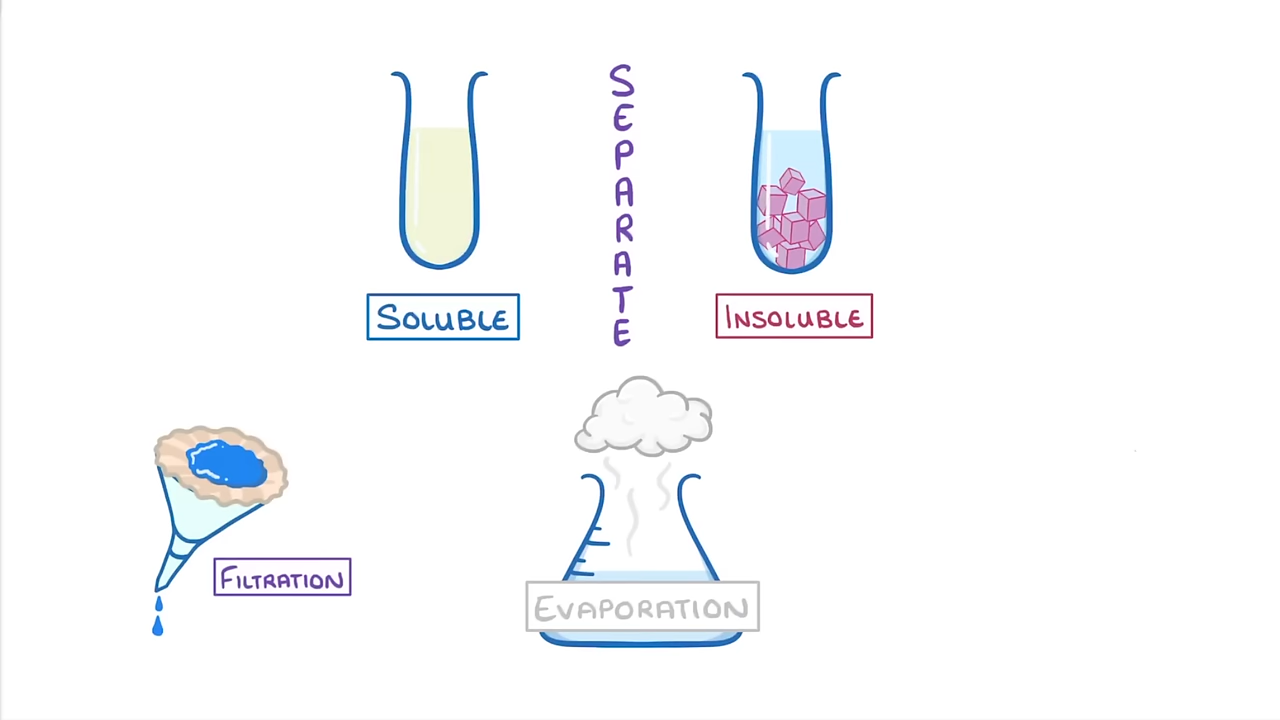 SEPARATE
SOLUBLE
INSOLUBLE
FILTRATION
EVAPORATION